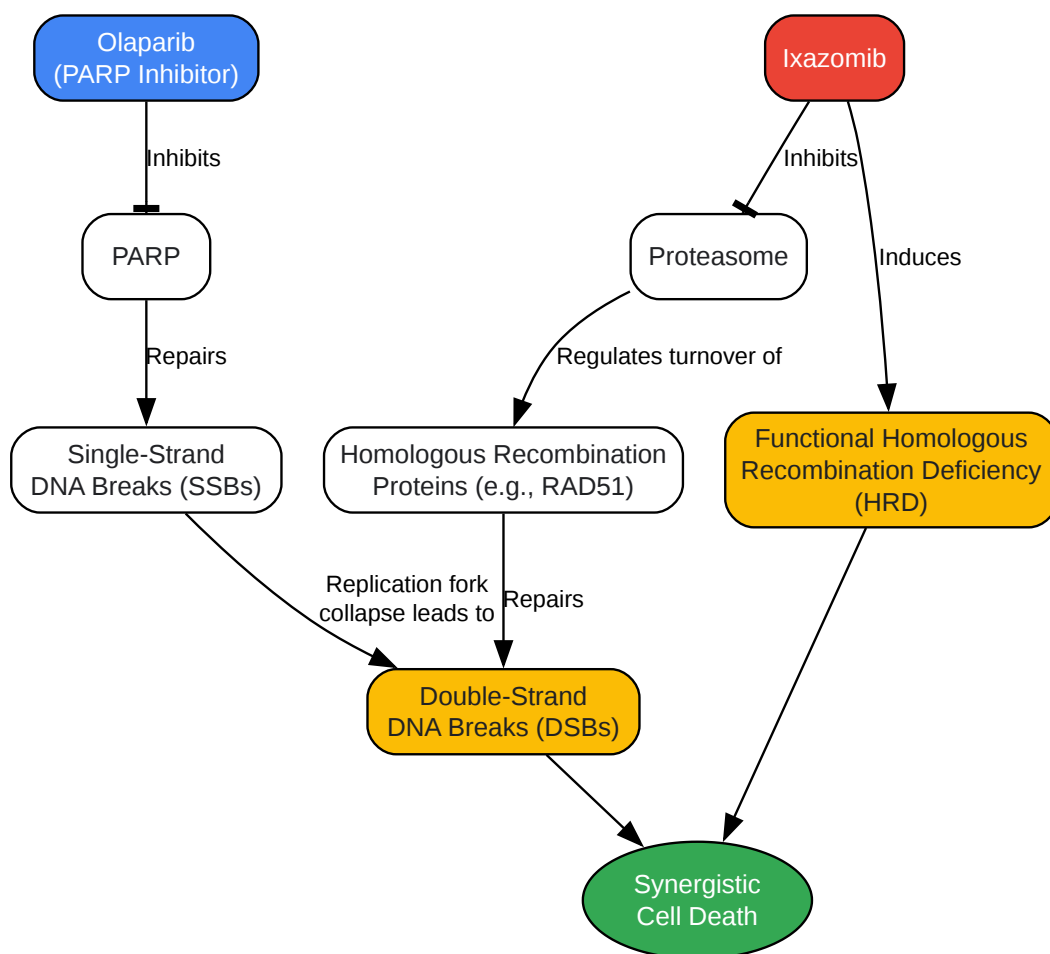 Olaparib
(PARP Inhibitor)
Ixazomib
Inhibits
Inhibits
PARP
Proteasome
Induces
Repairs
Regulates turnover of
Single-Strand
DNA Breaks (SSBs)
Homologous Recombination
Proteins (e.g., RAD51)
Functional Homologous
Recombination Deficiency
(HRD)
Replication fork
collapse leads to
Repairs
Double-Strand
DNA Breaks (DSBs)
Synergistic
Cell Death